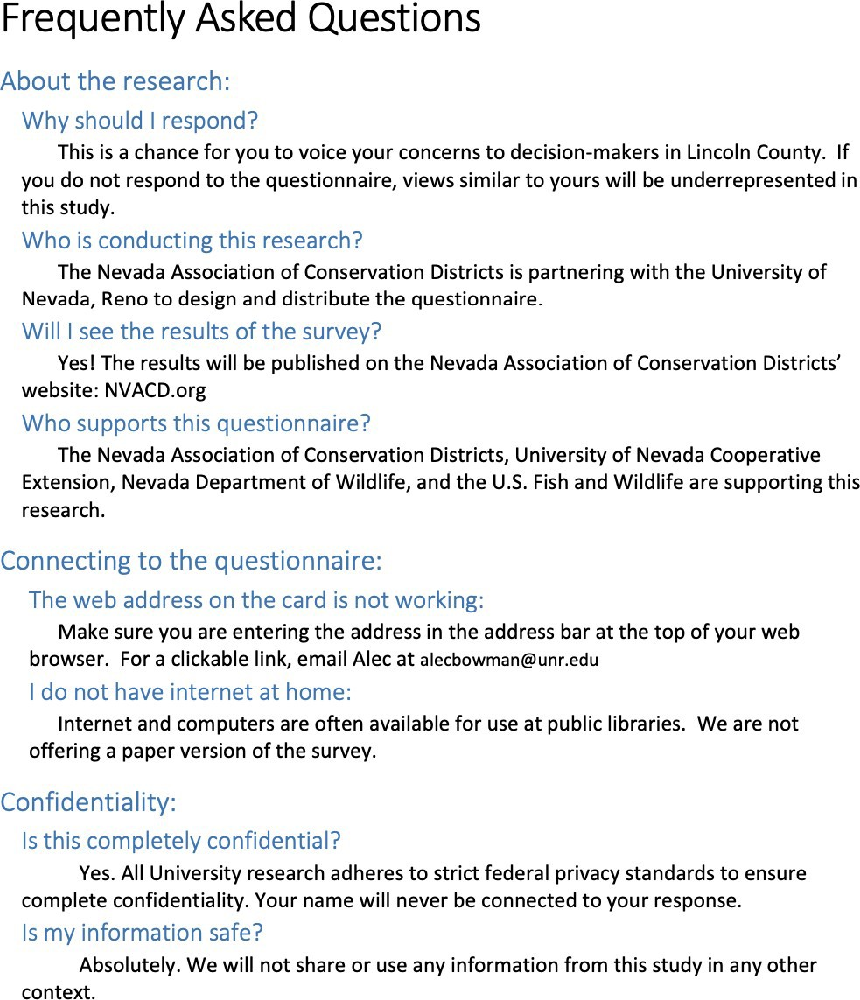 Frequently Asked Questions
About the research:
Why should I respond?
This is a chance for you to voice your concerns to decision-makers in Lincoln County.  If
you do not respond to the questionnaire, views similar to yours will be underrepresented in
this study.
Who is conducting this research?
The Nevada Association of Conservation Districts is partnering with the University of
Nevada, Reno to design and distribute the questionnaire.
Will I see the results of the survey?
Yes! The results will be published on the Nevada Association of Conservation Districts’
website: NVACD.org
Who supports this questionnaire?
The Nevada Association of Conservation Districts, University of Nevada Cooperative
Extension, Nevada Department of Wildlife, and the U.S. Fish and Wildlife are supporting this
research.
Connecting to the questionnaire:
The web address on the card is not working:
Make sure you are entering the address in the address bar at the top of your web
browser.  For a clickable link, email Alec at alecbowman@unr.edu
I do not have internet at home:
Internet and computers are often available for use at public libraries.  We are not
offering a paper version of the survey.
Confidentiality:
Is this completely confidential?
Yes. All University research adheres to strict federal privacy standards to ensure
complete confidentiality. Your name will never be connected to your response.
Is my information safe?
Absolutely. We will not share or use any information from this study in any other
context.